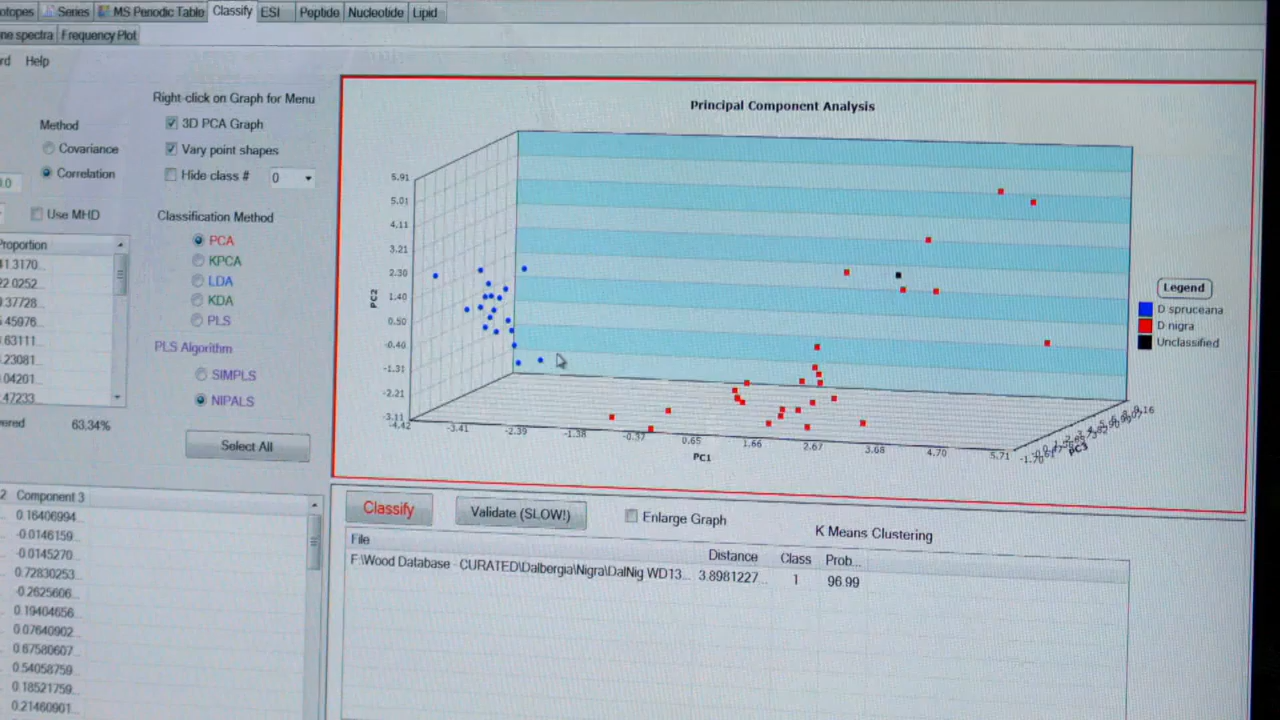 Series MS Periodic Table Classify ESI Peptide Nucleotide Lipid
spectra Frequency Plot
Help
Right-click on Graph for Menu
Method
3D PCA Graph
Covariance
Vary point shapes
Correlation
Hide class # 0
Use MHD
Classification Method
Proportion
PCA
KPCA
LDA
KDA
PLS
PLS Algorithm
SIMPLS
NIPALS
63.34%
Select All
Principal Component Analysis
5.91
5.01
4.11
3.21
2.30
1.40
0.50
-0.40
-1.31
-2.21
-3.11
PC2
-4.42 -3.41 -2.39 -1.38 -0.37 0.65 1.66 2.67 3.68 4.70 5.71
PC1
PC3
Legend
D spruceana
D nigra
Unclassified
2 Component 3
0.16406994...
-0.0146159...
-0.0145270...
0.72830253...
-0.2625606...
0.19404656...
0.07640902...
0.67580607...
0.54058759...
0.18521759...
0.21460901...
Classify Validate (SLOW!) Enlarge Graph K Means Clustering
File Distance Class Prob...
F:\Wood Database - CURATED\Dalbergia\Nigra\DalNig WD13... 3.8981227... 1 96.99